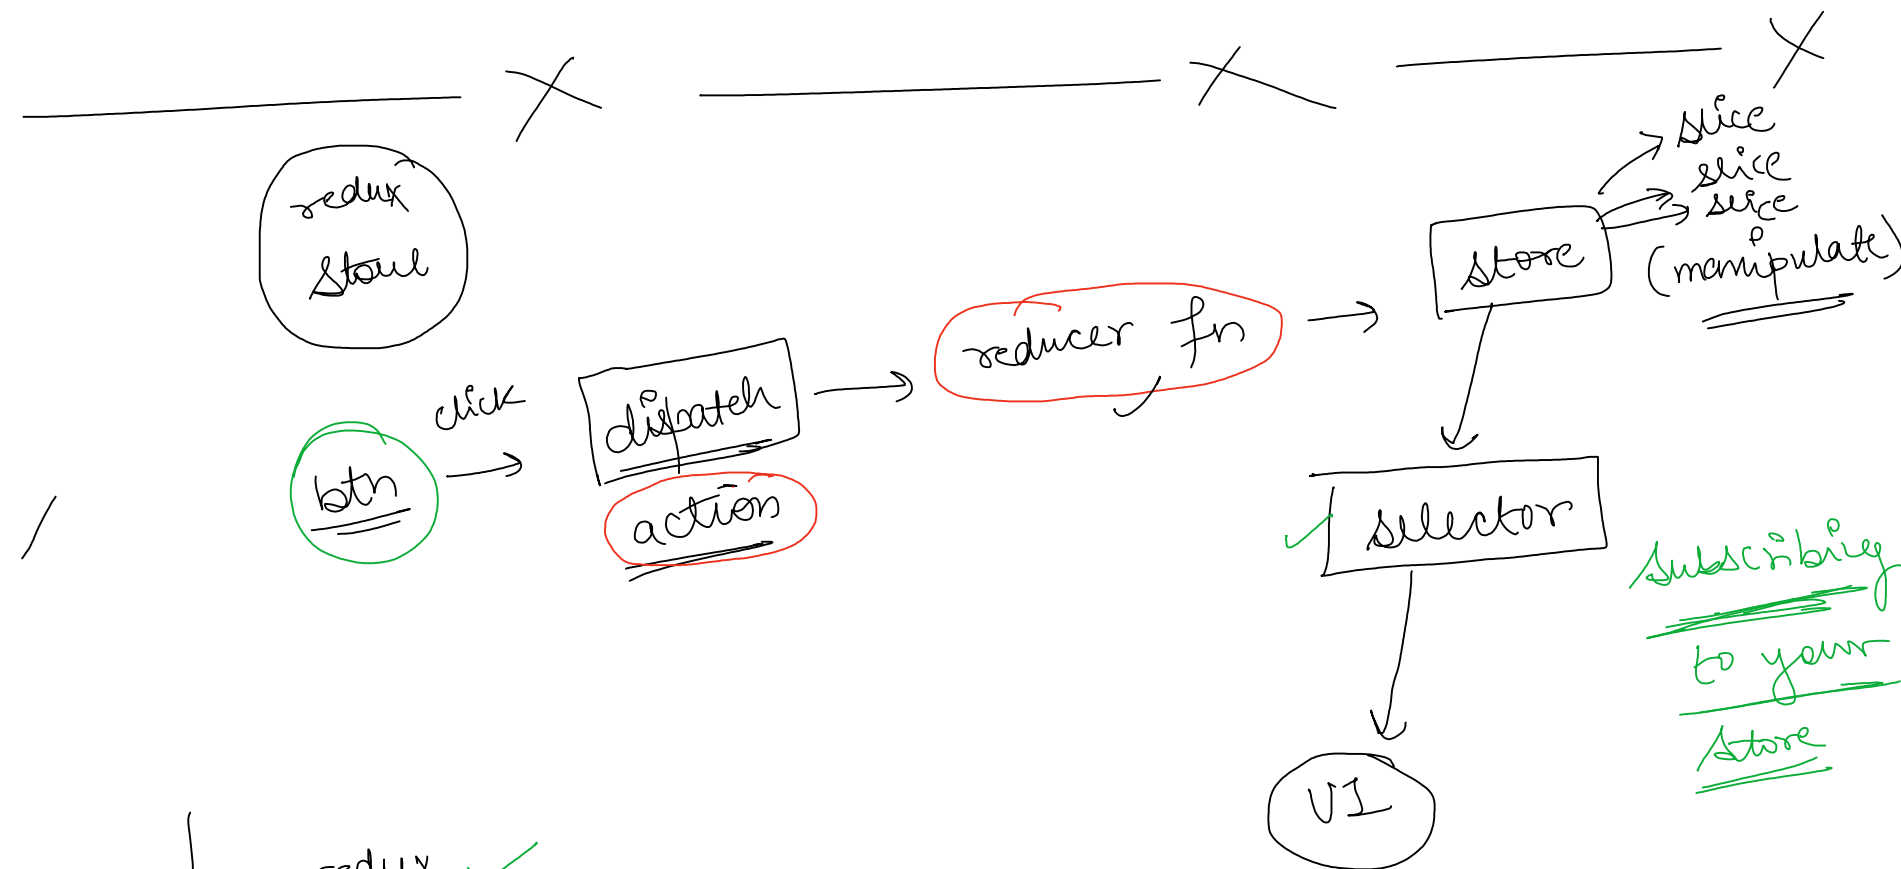 slice
slice
slice
(manipulate)
redux
store
store
reducer fn
click
dispatch
btn
action
selector
subscribing
to your
store
UI
redux